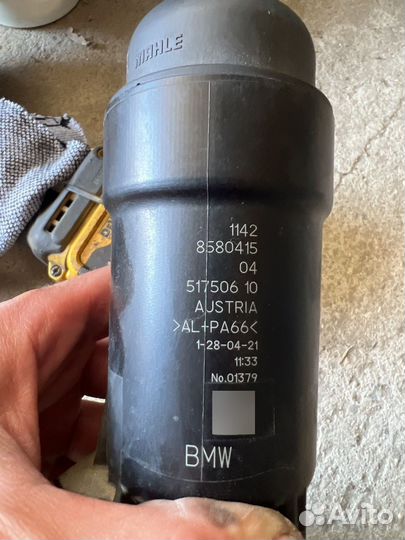 MAHLE
1142
8580415
04
517506 10
AUSTRIA
>AL+PA66<
1-28-04-21
11:33
No.01379
BMW
Avito